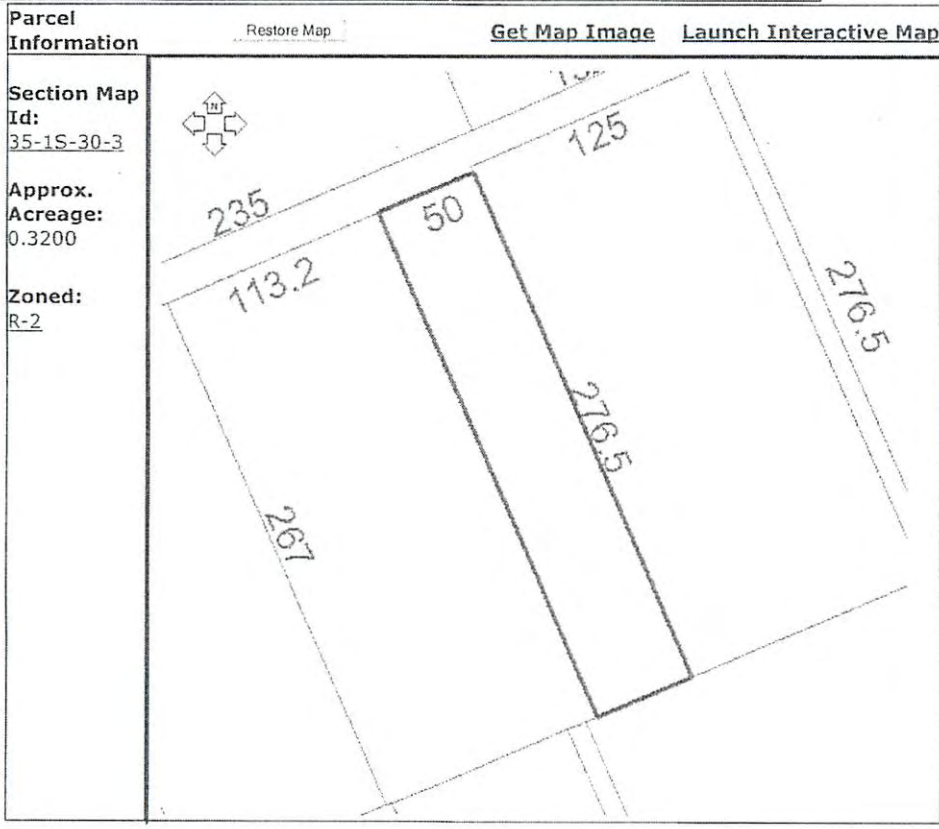 Parcel
Information
Restore Map
Get Map Image
Launch Interactive Map
Section Map
Id:
35-1S-30-3
Approx.
Acreage:
0.3200
Zoned:
R-2
N
125
235
50
113.2
276.5
276.5
267